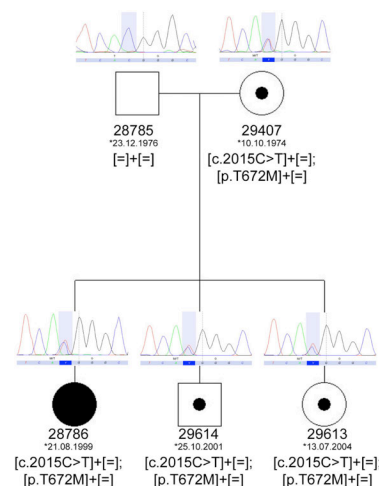 28785
*23.12.1976
[=]+[=]
29407
*10.10.1974
[c.2015C>T]+[=];
[p.T672M]+[=]
28786
*21.08.1999
[c.2015C>T]+[=];
[p.T672M]+[=]
29614
*25.10.2001
[c.2015C>T]+[=];
[p.T672M]+[=]
29613
*13.07.2004
[c.2015C>T]+[=];
[p.T672M]+[=]